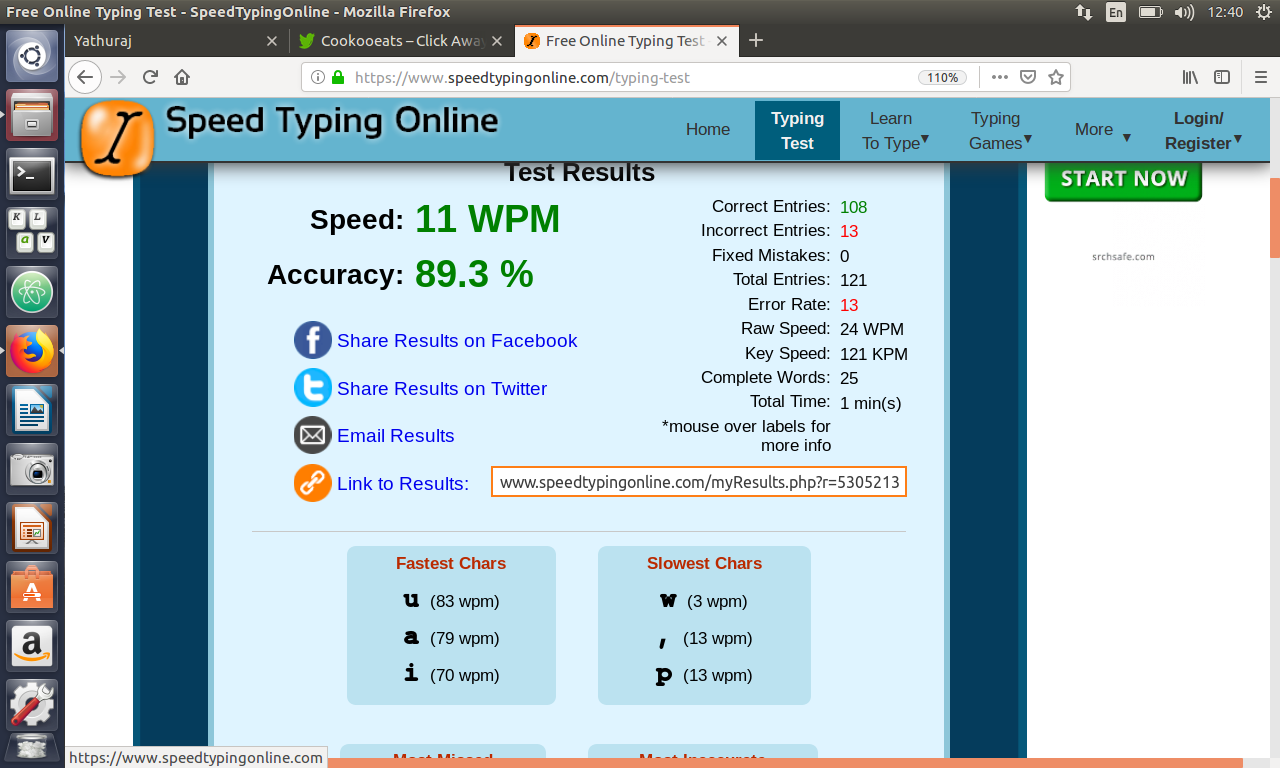 Free Online Typing Test - SpeedTypingOnline - Mozilla Firefox
En
12:40
Yathuraj
Cookooeats – Click Away
Free Online Typing Test
https://www.speedtypingonline.com/typing-test
110%
Speed Typing Online
Home
Typing
Test
Learn
To Type
Typing
Games
More
Login/
Register
Test Results
Speed: 11 WPM
Accuracy: 89.3 %
Share Results on Facebook
Share Results on Twitter
Email Results
Link to Results: www.speedtypingonline.com/myResults.php?r=5305213
Correct Entries: 108
Incorrect Entries: 13
Fixed Mistakes: 0
Total Entries: 121
Error Rate: 13
Raw Speed: 24 WPM
Key Speed: 121 KPM
Complete Words: 25
Total Time: 1 min(s)
*mouse over labels for
more info
START NOW
srchsafe.com
Fastest Chars
u (83 wpm)
a (79 wpm)
i (70 wpm)
Slowest Chars
w (3 wpm)
, (13 wpm)
p (13 wpm)
Most Missed
Most Inaccurate
https://www.speedtypingonline.com